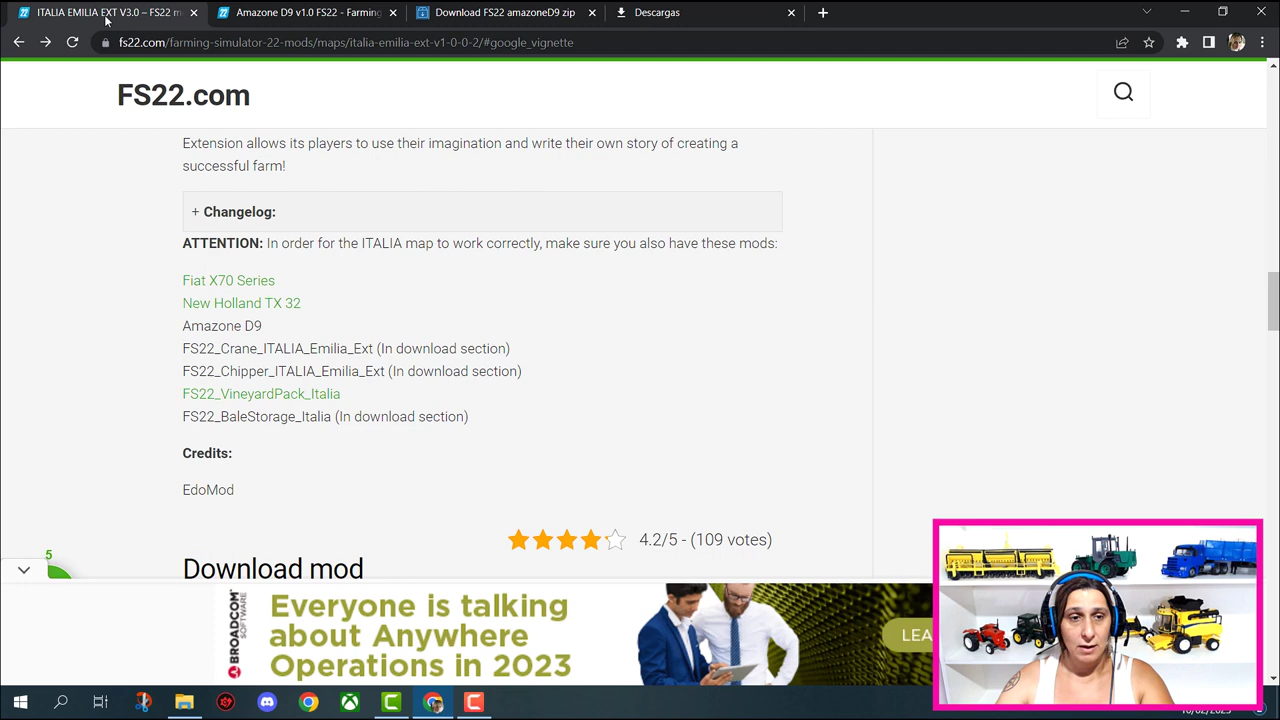 ITALIA EMILIA EXT V3.0 – FS22 m
Amazone D9 v1.0 FS22 - Farming
Download FS22 amazoneD9 zip
Descargas
fs22.com/farming-simulator-22-mods/maps/italia-emilia-ext-v1-0-0-2/#google_vignette
FS22.com
Extension allows its players to use their imagination and write their own story of creating a
successful farm!
+ Changelog:
ATTENTION: In order for the ITALIA map to work correctly, make sure you also have these mods:
Fiat X70 Series
New Holland TX 32
Amazone D9
FS22_Crane_ITALIA_Emilia_Ext (In download section)
FS22_Chipper_ITALIA_Emilia_Ext (In download section)
FS22_VineyardPack_Italia
FS22_BaleStorage_Italia (In download section)
Credits:
EdoMod
4.2/5 - (109 votes)
5
Download mod
BROADCOM
SOFTWARE
Everyone is talking
about Anywhere
Operations in 2023
LEA